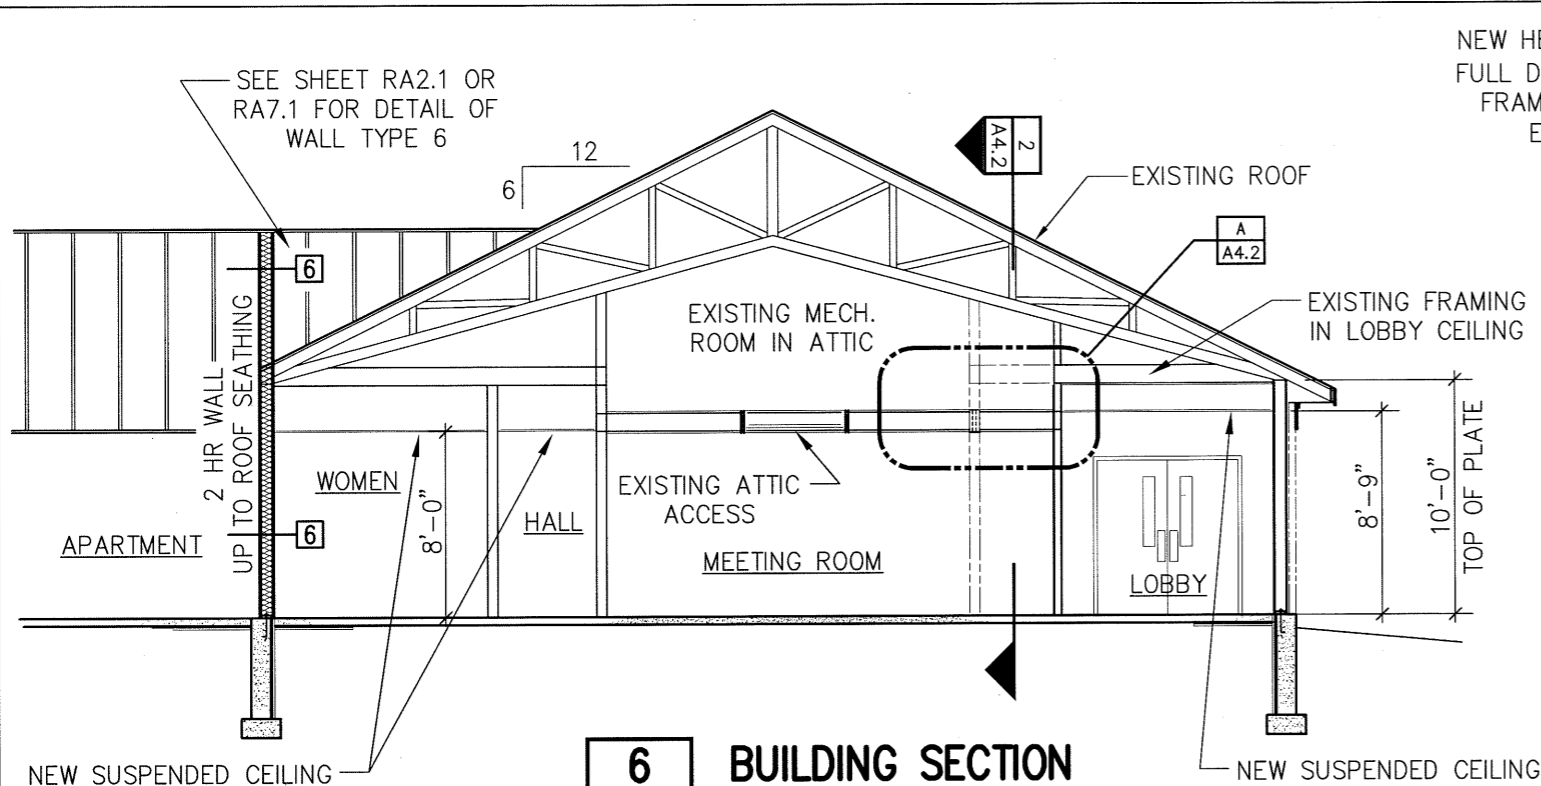 NEW
FULL
SEE SHEET RA2.1 OR
RA7.1 FOR DETAIL OF
WALL TYPE 6
12
6
2
A4.2
EXISTING ROOF
A
A4.2
6
EXISTING MECH.
ROOM IN ATTIC
EXISTING FRAMING
IN LOBBY CEILING
2 HR WALL
UP TO ROOF SEATHING
WOMEN
8'-0"
EXISTING ATTIC
ACCESS
HALL
6
APARTMENT
MEETING ROOM
LOBBY
8'-9"
10'-0"
TOP OF PLATE
NEW SUSPENDED CEILING
6 BUILDING SECTION
NEW SUSPENDED CEILING